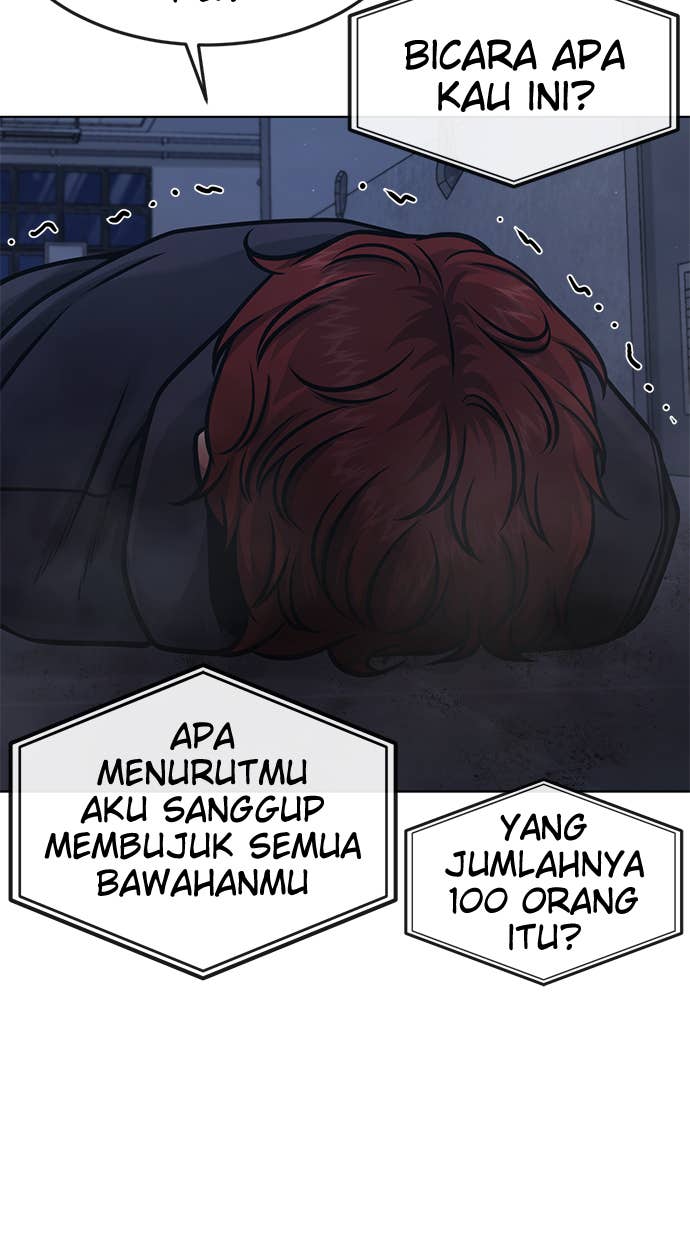 BICARA APA
KAU INI?
APA
MENURUTMU
AKU SANGGUP
MEMBUJUK SEMUA
BAWAHANMU
YANG
JUMLAHNYA
100 ORANG
ITU?